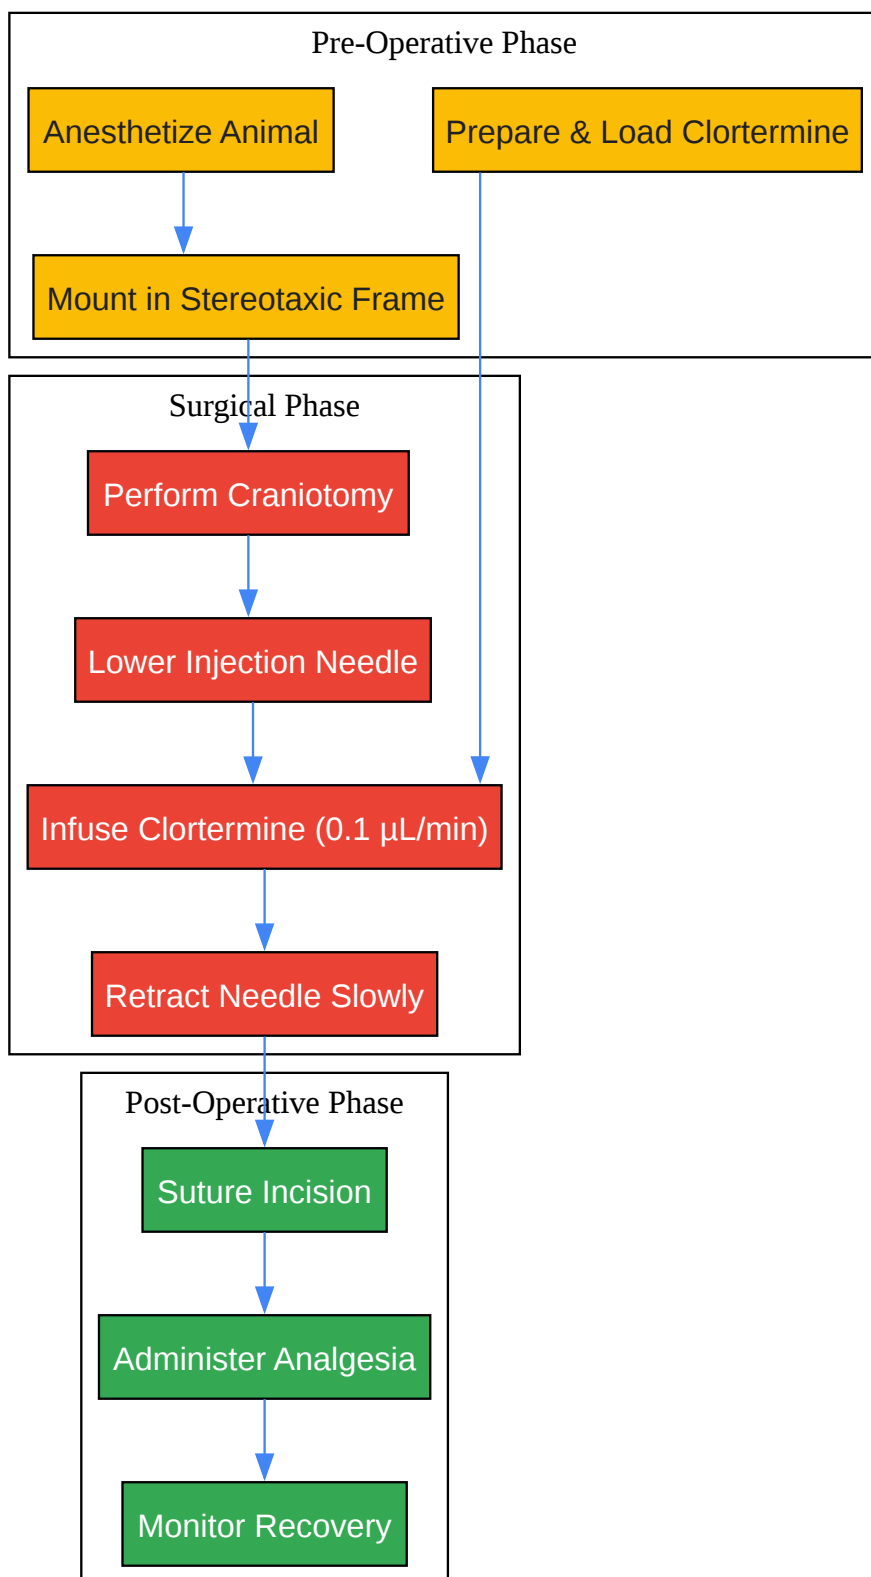 Pre-Operative Phase
Anesthetize Animal
Prepare & Load Clortermine
Mount in Stereotaxic Frame
Surgical Phase
Perform Craniotomy
Lower Injection Needle
Infuse Clortermine (0.1 µL/min)
Retract Needle Slowly
Post-Operative Phase
Suture Incision
Administer Analgesia
Monitor Recovery